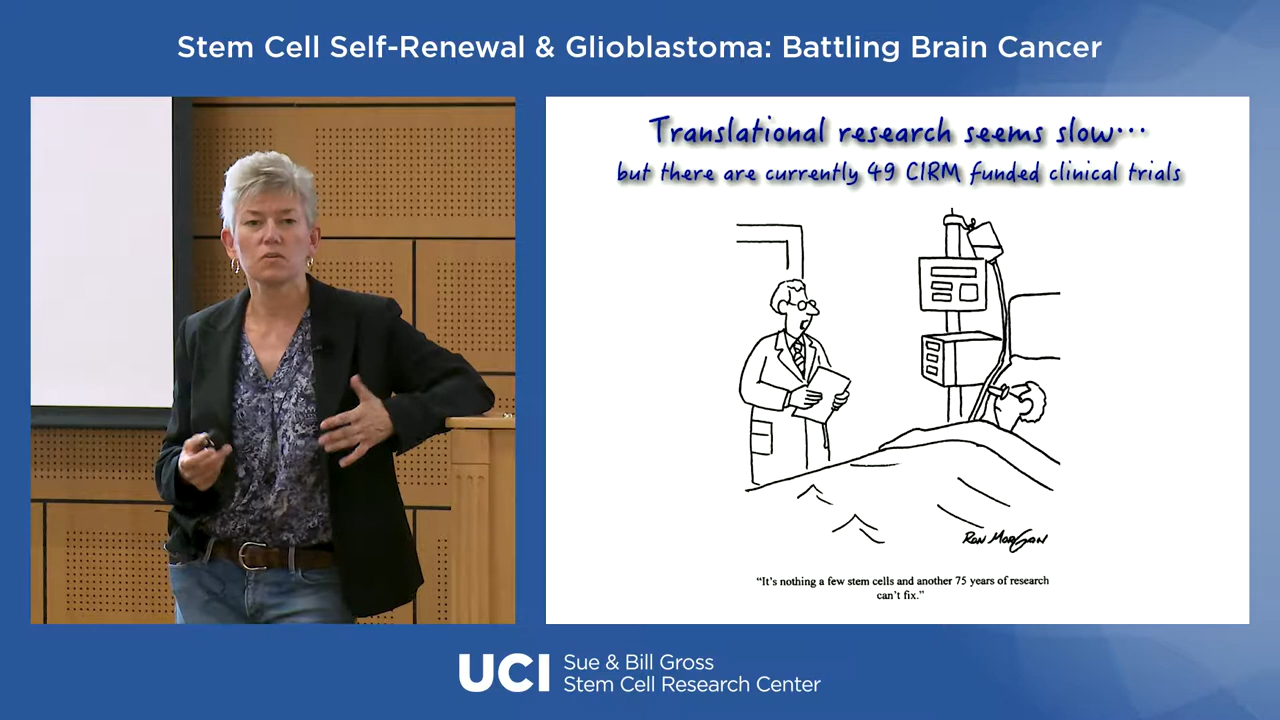 Stem Cell Self-Renewal & Glioblastoma: Battling Brain Cancer
Translational research seems slow...
but there are currently 49 CIRM funded clinical trials
RON MORGAN
"It's nothing a few stem cells and another 75 years of research
can't fix."
UCI
Sue & Bill Gross
Stem Cell Research Center